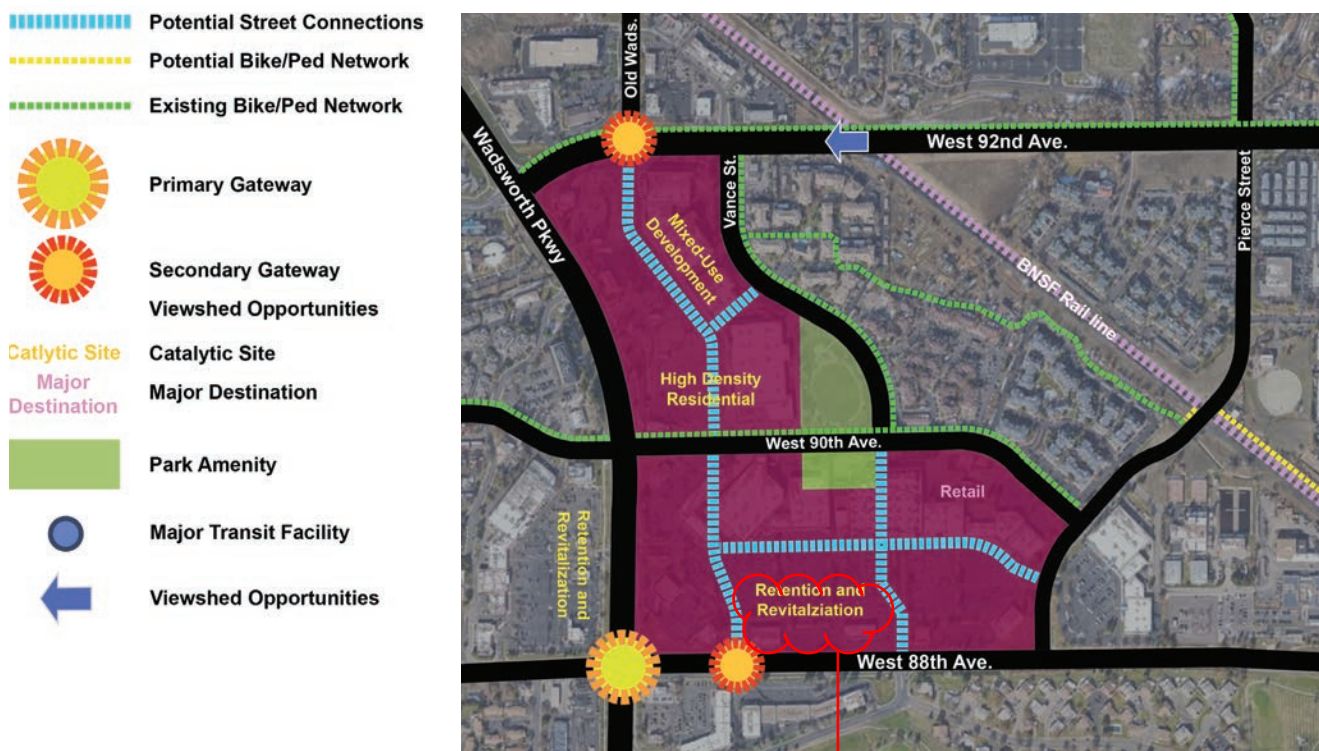 Potential Street Connections
Potential Bike/Ped Network
Existing Bike/Ped Network
Primary Gateway
Secondary Gateway
Viewshed Opportunities
Catlytic Site
Catalytic Site
Major
Destination
Major Destination
Park Amenity
Major Transit Facility
Viewshed Opportunities
Old Wads.
West 92nd Ave.
Wadsworth Pkwy
Vance St.
Pierce Street
Mixed-Use
Development
BNSF Rail line
High Density
Residential
West 90th Ave.
Retail
Retention and
Revitalization
Retention and
Revitalziation
West 88th Ave.